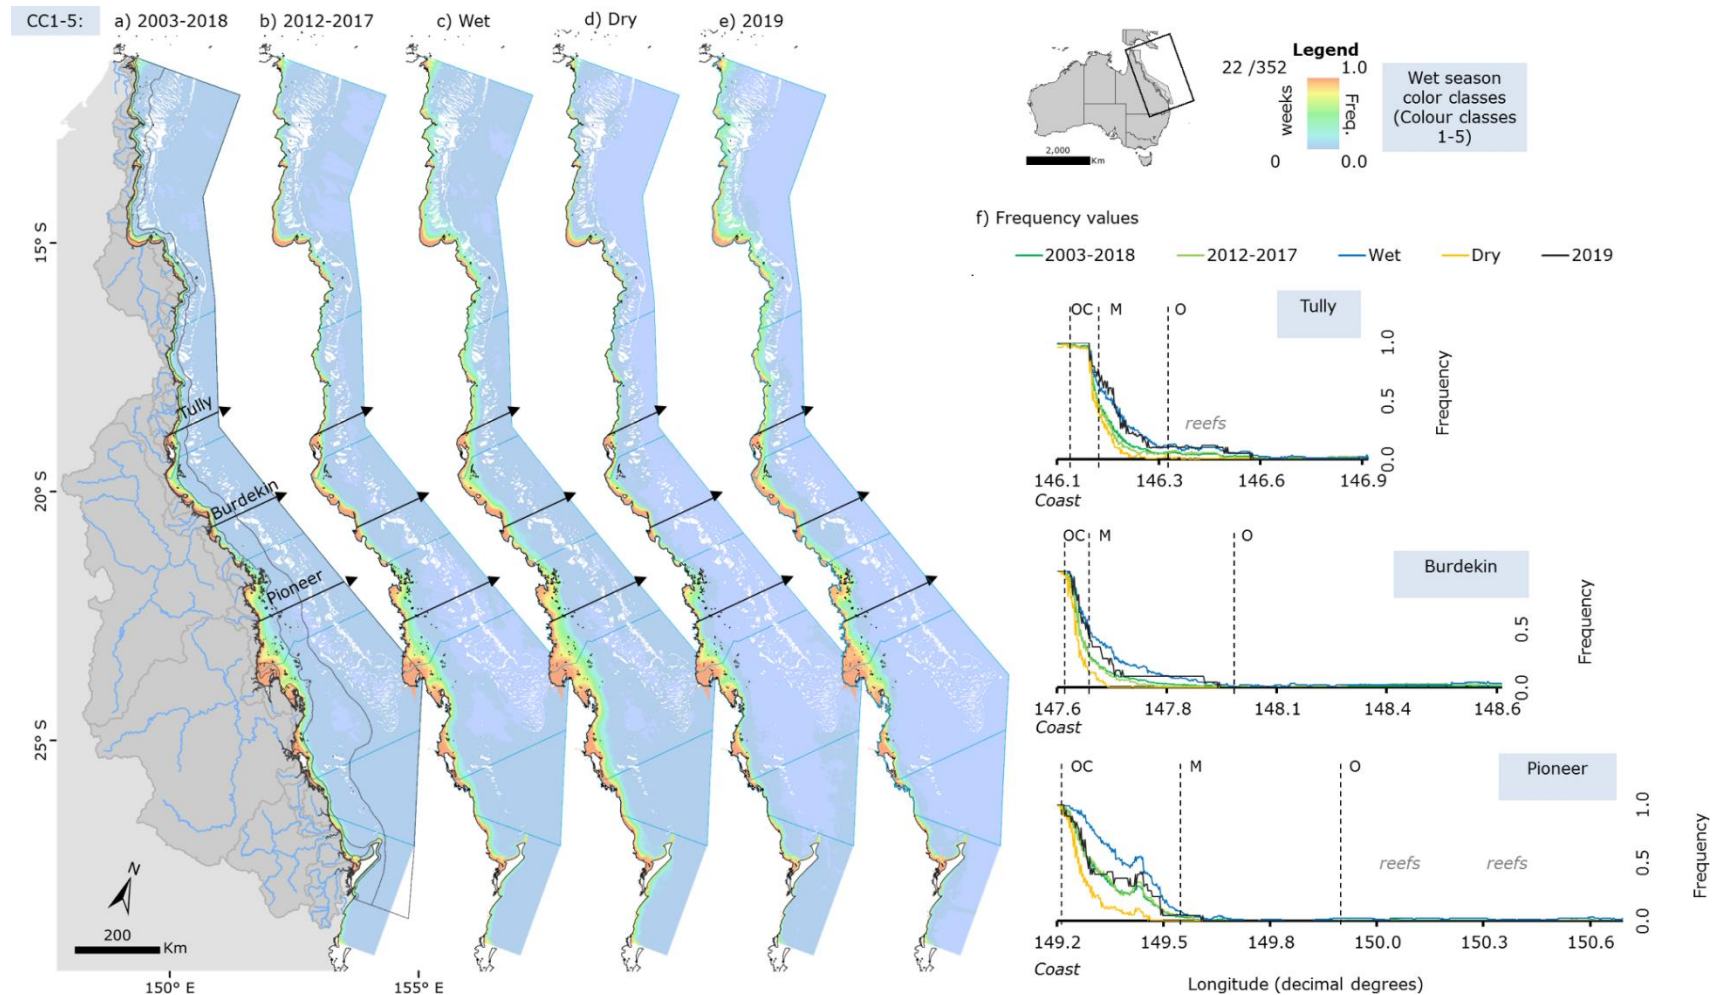 CC1-5:
a) 2003-2018
b) 2012-2017
c) Wet
d) Dry
e) 2019
15° S
20° S
25° S
Tully
Burdekin
Pioneer
N
200
Km
150° E
155° E
2,000
Km
Legend
22 /352
1.0
weeks
Freq.
0
0.0
Wet season
color classes
(Colour classes
1-5)
f) Frequency values
2003-2018
2012-2017
Wet
Dry
2019
OC
M
O
Tully
reefs
1.0
0.5
0.0
Frequency
146.1
146.3
146.6
146.9
Coast
OC
M
O
Burdekin
0.5
0.0
Frequency
147.6
147.8
148.1
148.4
148.6
Coast
OC
M
O
Pioneer
reefs
reefs
1.0
0.5
0.0
Frequency
149.2
149.5
149.8
150.0
150.3
150.6
Coast
Longitude (decimal degrees)